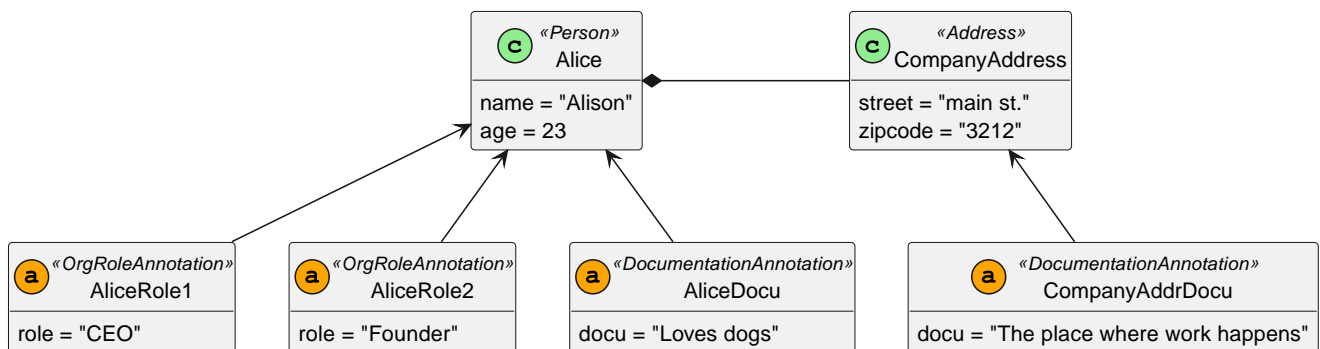 C «Person»
Alice
name = "Alison"
age = 23
C «Address»
CompanyAddress
street = "main st."
zipcode = "3212"
a «OrgRoleAnnotation»
AliceRole1
role = "CEO"
a «OrgRoleAnnotation»
AliceRole2
role = "Founder"
a «DocumentationAnnotation»
AliceDocu
docu = "Loves dogs"
a «DocumentationAnnotation»
CompanyAddrDocu
docu = "The place where work happens"